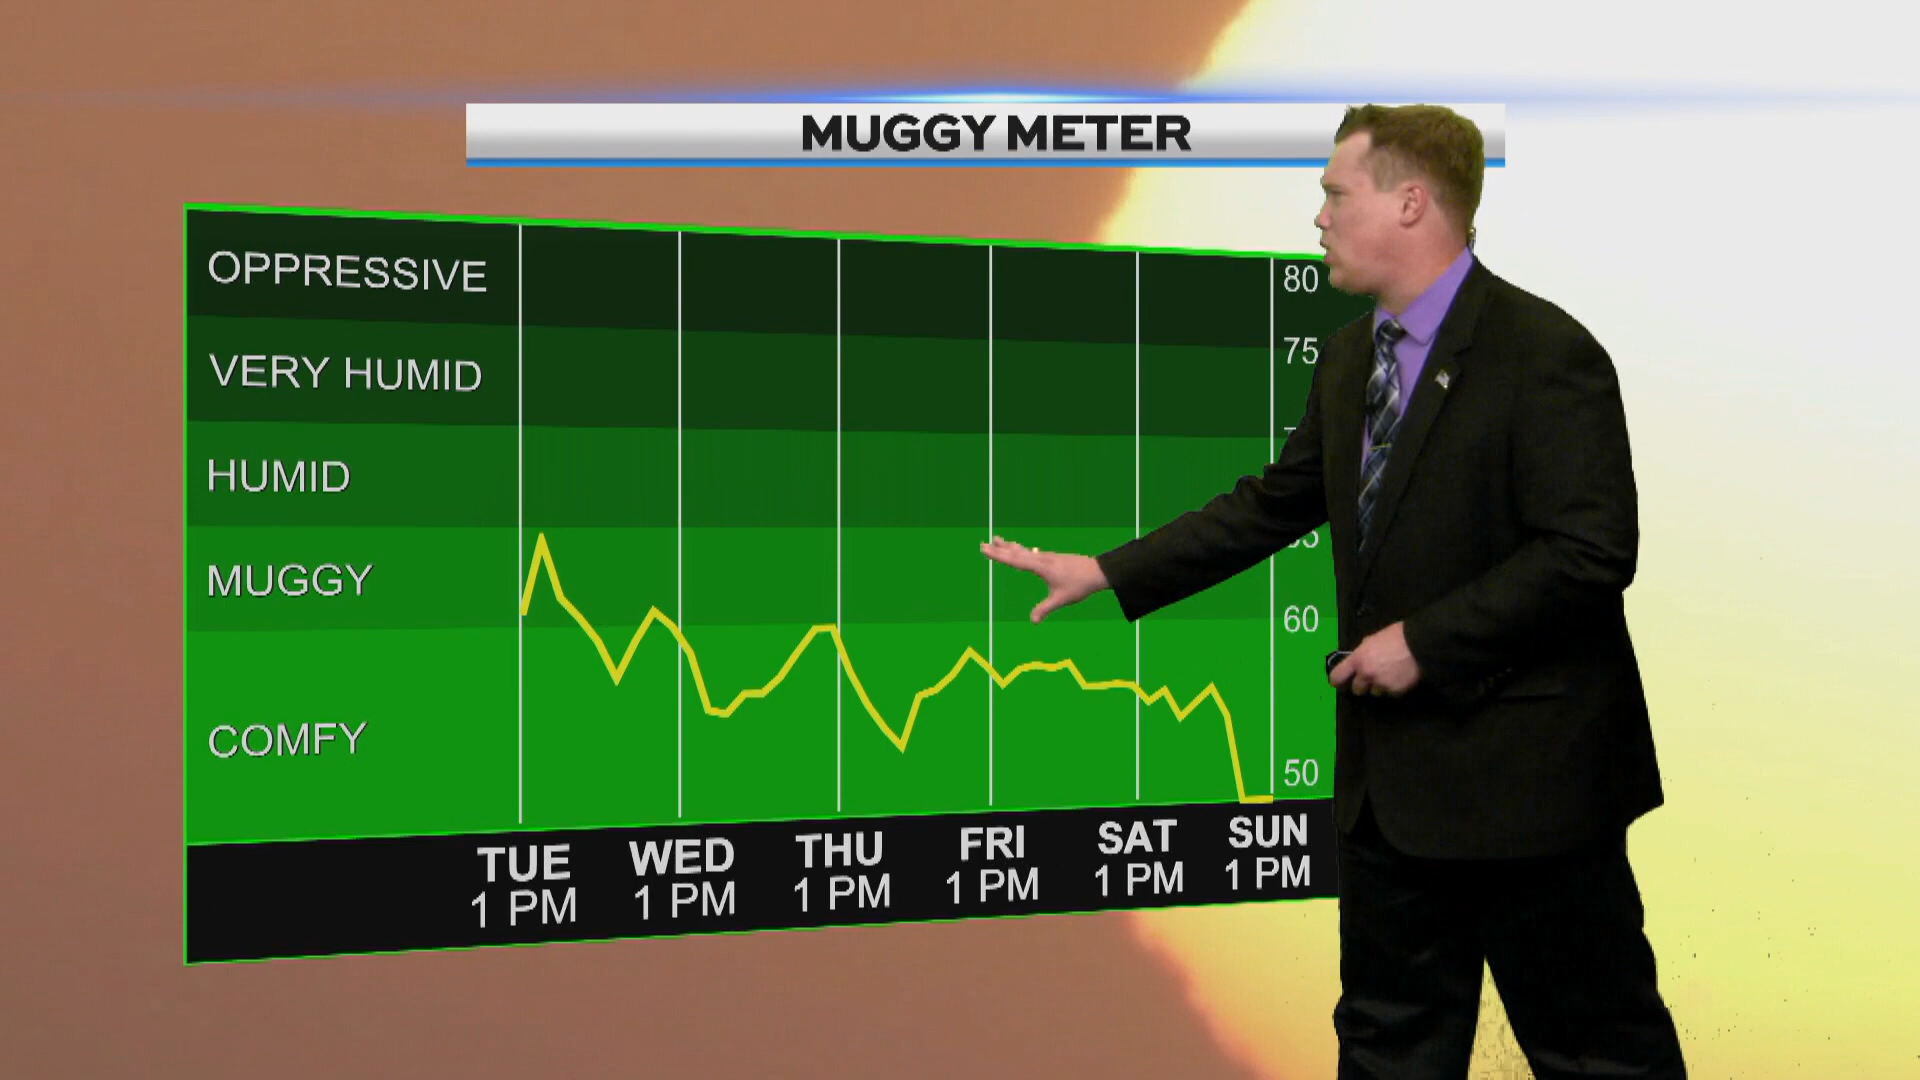 MUGGY METER
OPPRESSIVE
VERY HUMID
HUMID
MUGGY
COMFY
80
75
60
50
TUE
1 PM
WED
1 PM
THU
1 PM
FRI
1 PM
SAT
1 PM
SUN
1 PM